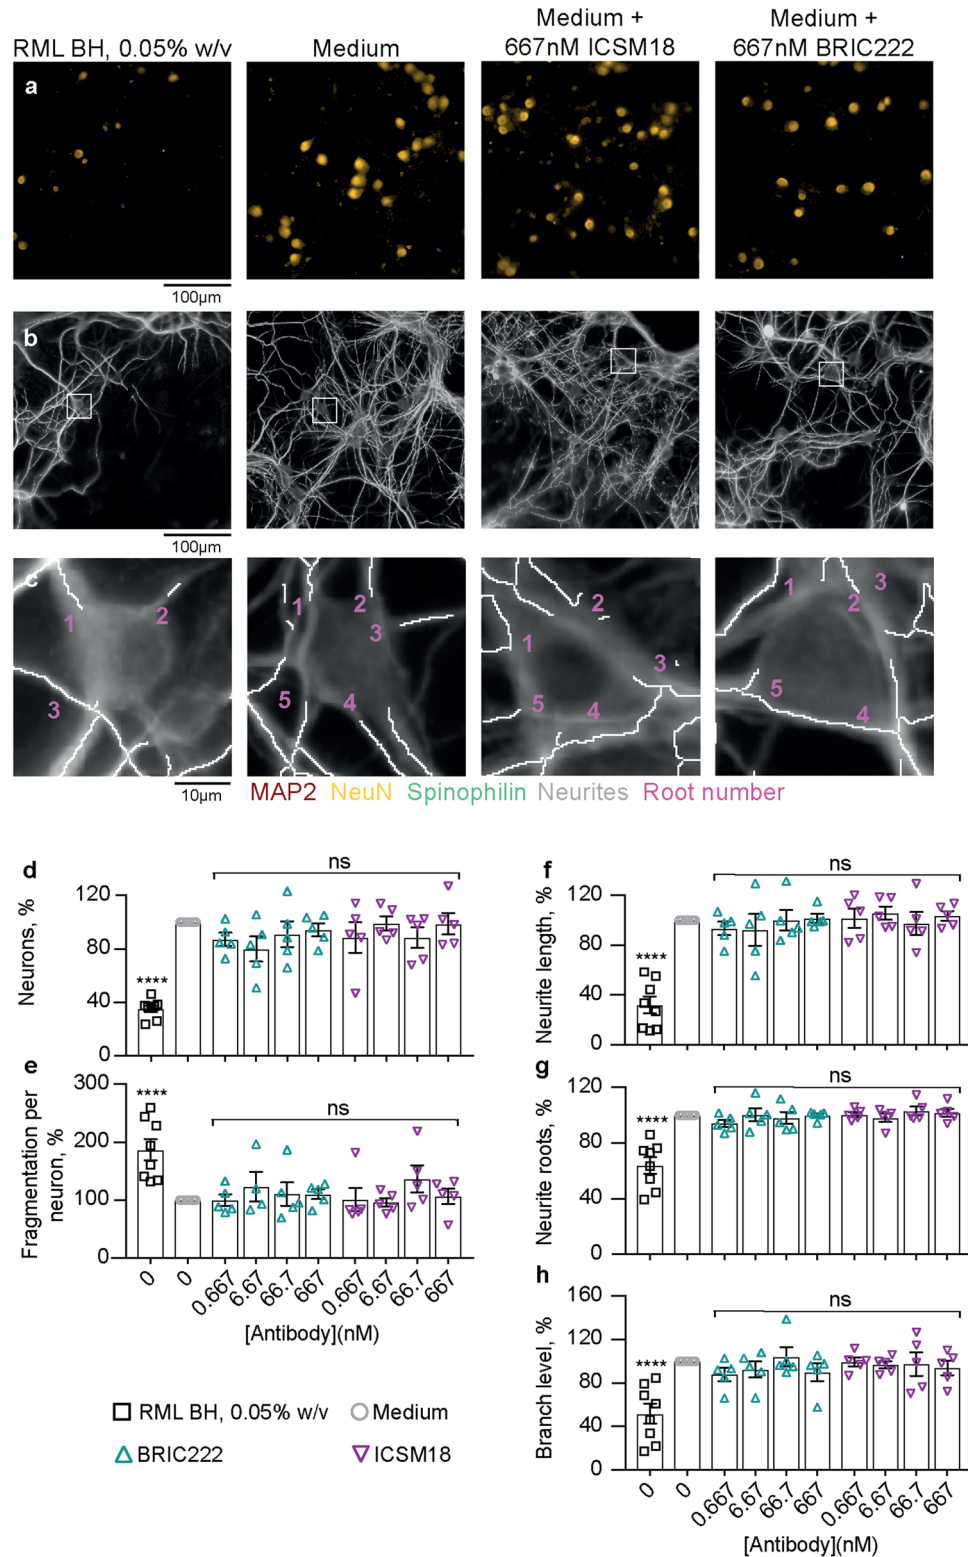 RML BH, 0.05% w/v
Medium
Medium +
667nM ICSM18
Medium +
667nM BRIC222
a
100µm
b
100µm
c
1
2
3
1
2
3
4
5
1
2
3
4
5
1
2
3
4
5
10µm
MAP2 NeuN Spinophilin Neurites Root number
d
ns
Neurons, %
120
80
40
0
****
e
ns
Fragmentation per
neuron, %
300
200
100
0
****
0
0
0.667
6.67
66.7
667
0.667
6.67
66.7
667
[Antibody](nM)
RML BH, 0.05% w/v
Medium
BRIC222
ICSM18
f
ns
Neurite length, %
120
80
40
0
****
g
ns
Neurite roots, %
120
80
40
0
****
h
ns
Branch level, %
160
120
80
40
0
****
0
0
0.667
6.67
66.7
667
0.667
6.67
66.7
667
[Antibody](nM)